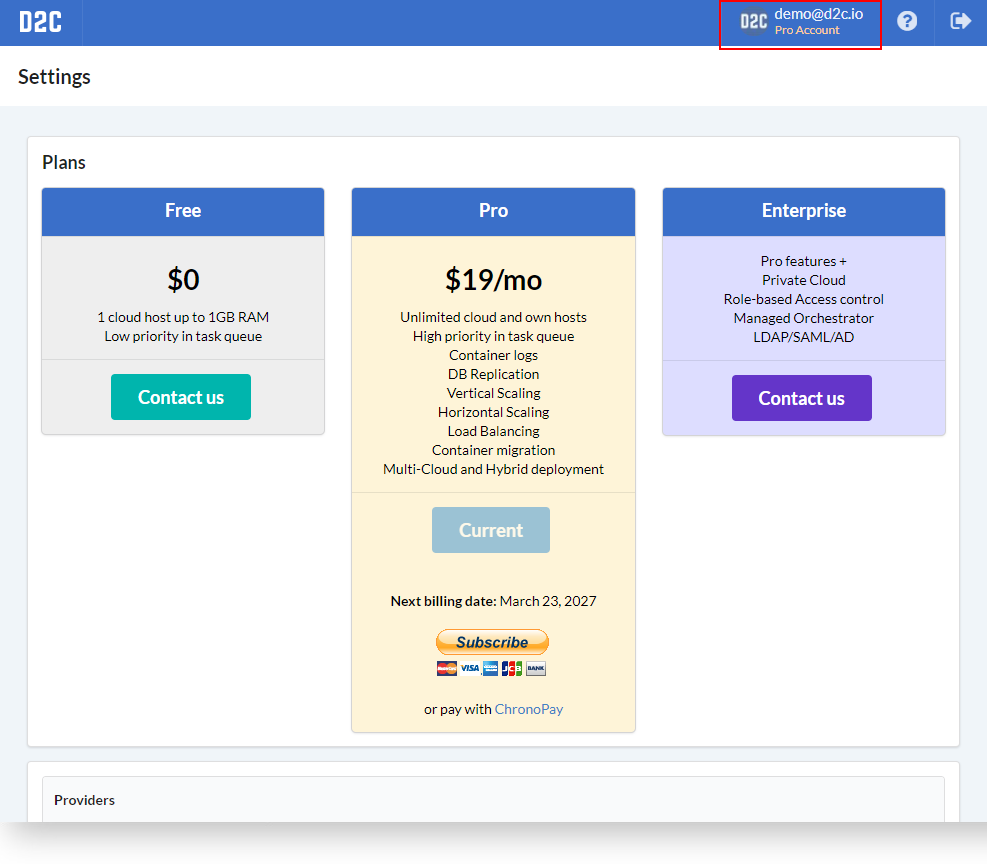 D2C
D2C
demo@d2c.io
Pro Account
?
Settings
Plans
Free
$0
1 cloud host up to 1GB RAM
Low priority in task queue
Contact us
Pro
$19/mo
Unlimited cloud and own hosts
High priority in task queue
Container logs
DB Replication
Vertical Scaling
Horizontal Scaling
Load Balancing
Container migration
Multi-Cloud and Hybrid deployment
Current
Next billing date: March 23, 2027
Subscribe
MasterCard VISA JCB BANK
or pay with ChronoPay
Enterprise
Pro features +
Private Cloud
Role-based Access control
Managed Orchestrator
LDAP/SAML/AD
Contact us
Providers